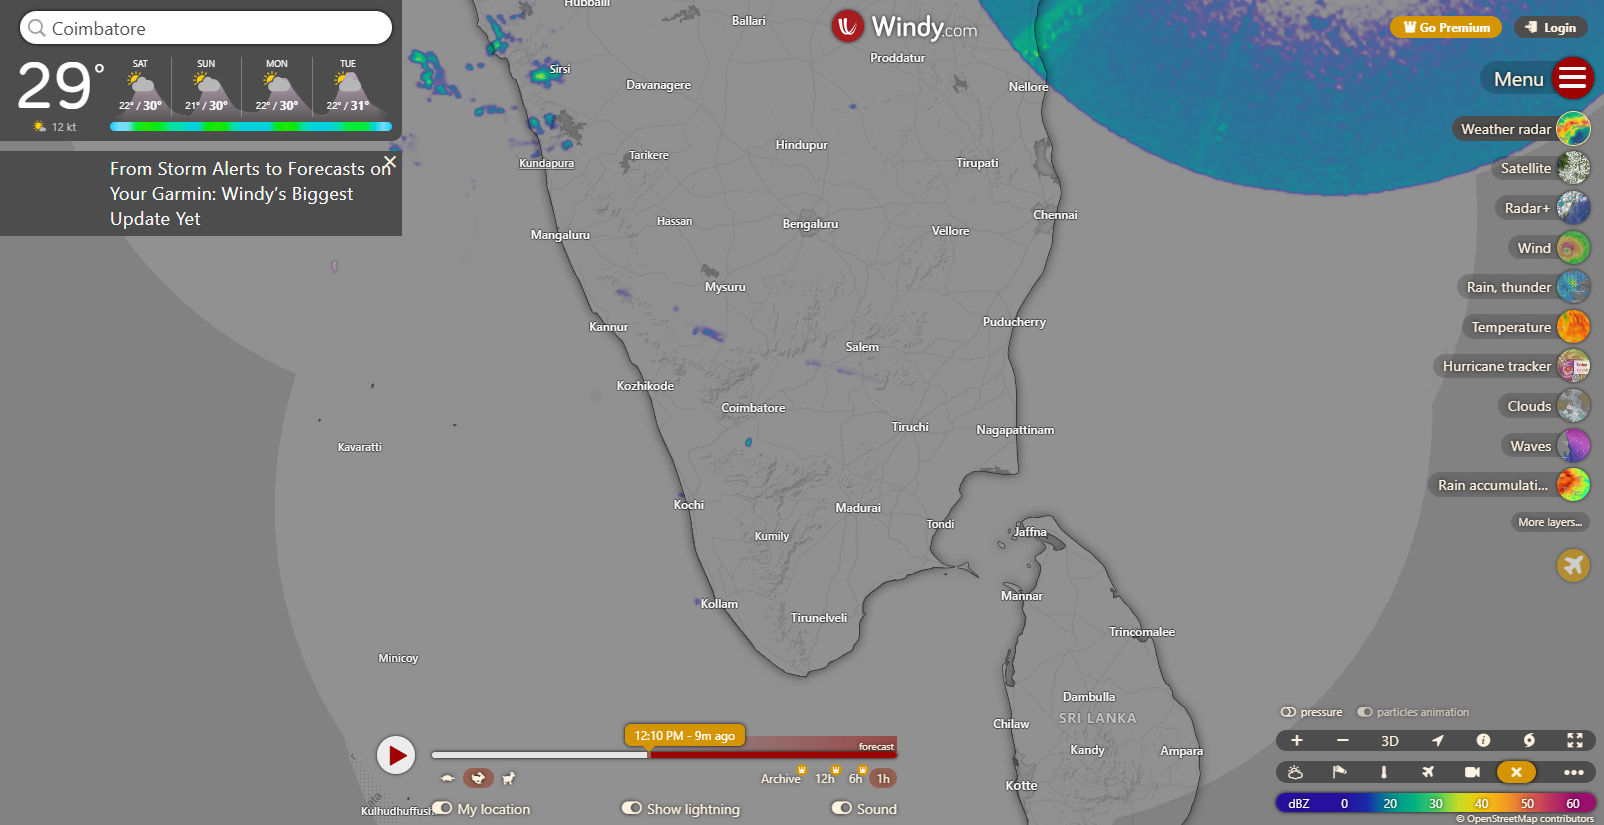 Coimbatore
29°
SAT
22° / 30°
SUN
21° / 30°
MON
22° / 30°
TUE
22° / 31°
12 kt
From Storm Alerts to Forecasts on
Your Garmin: Windy's Biggest
Update Yet
Windy.com
Go Premium
Login
Menu
Weather radar
Satellite
Radar+
Wind
Rain, thunder
Temperature
Hurricane tracker
Clouds
Waves
Rain accumulati...
More layers...
Hubballi
Ballari
Proddatur
Sirsi
Davanagere
Nellore
Hindupur
Tarikere
Kundapura
Tirupati
Hassan
Bengaluru
Chennai
Mangaluru
Vellore
Mysuru
Kannur
Puducherry
Salem
Kozhikode
Coimbatore
Tiruchi
Nagapattinam
Kavaratti
Kochi
Madurai
Tondi
Jaffna
Kumily
Mannar
Kollam
Tirunelveli
Trincomalee
Minicoy
Dambulla
SRI LANKA
Chilaw
Kandy
Ampara
Kotte
Kulhudhuffush
12:10 PM - 9m ago
forecast
Archive
12h
6h
1h
My location
Show lightning
Sound
pressure
particles animation
+
−
3D
dBZ 0 20 30 40 50 60
© OpenStreetMap contributors